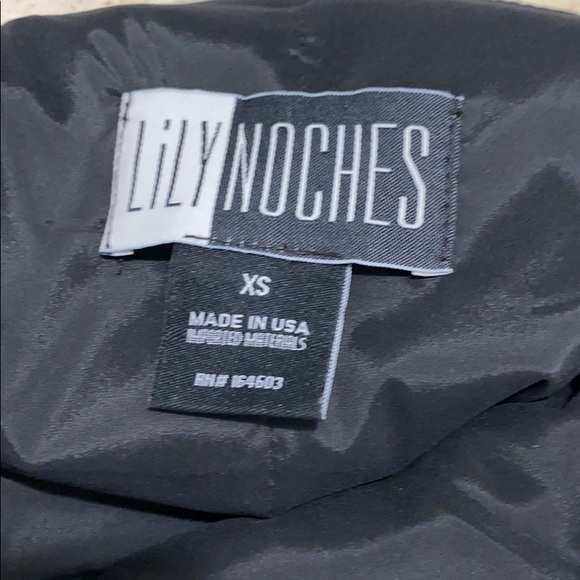 LiLY NOCHES
XS
MADE IN USA
IMPORTED MATERIALS
RN# 164603